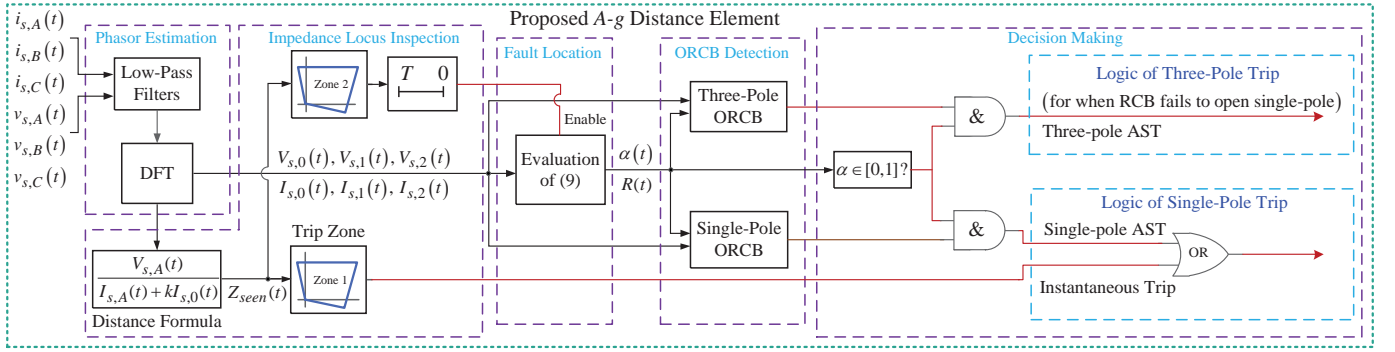 Proposed A-g Distance Element
i_{s,A}(t)
i_{s,B}(t)
i_{s,C}(t)
v_{s,A}(t)
v_{s,B}(t)
v_{s,C}(t)
Phasor Estimation
Low-Pass
Filters
DFT
V_{s,A}(t)
I_{s,A}(t)+kI_{s,0}(t)
Distance Formula
Z_{seen}(t)
Impedance Locus Inspection
Zone 2
T 0
V_{s,0}(t), V_{s,1}(t), V_{s,2}(t)
I_{s,0}(t), I_{s,1}(t), I_{s,2}(t)
Trip Zone
Zone 1
Fault Location
Enable
Evaluation
of (9)
α(t)
R(t)
ORCB Detection
Three-Pole
ORCB
Single-Pole
ORCB
Decision Making
α∈[0,1]?
&
&
Logic of Three-Pole Trip
(for when RCB fails to open single-pole)
Three-pole AST
Logic of Single-Pole Trip
Single-pole AST
OR
Instantaneous Trip